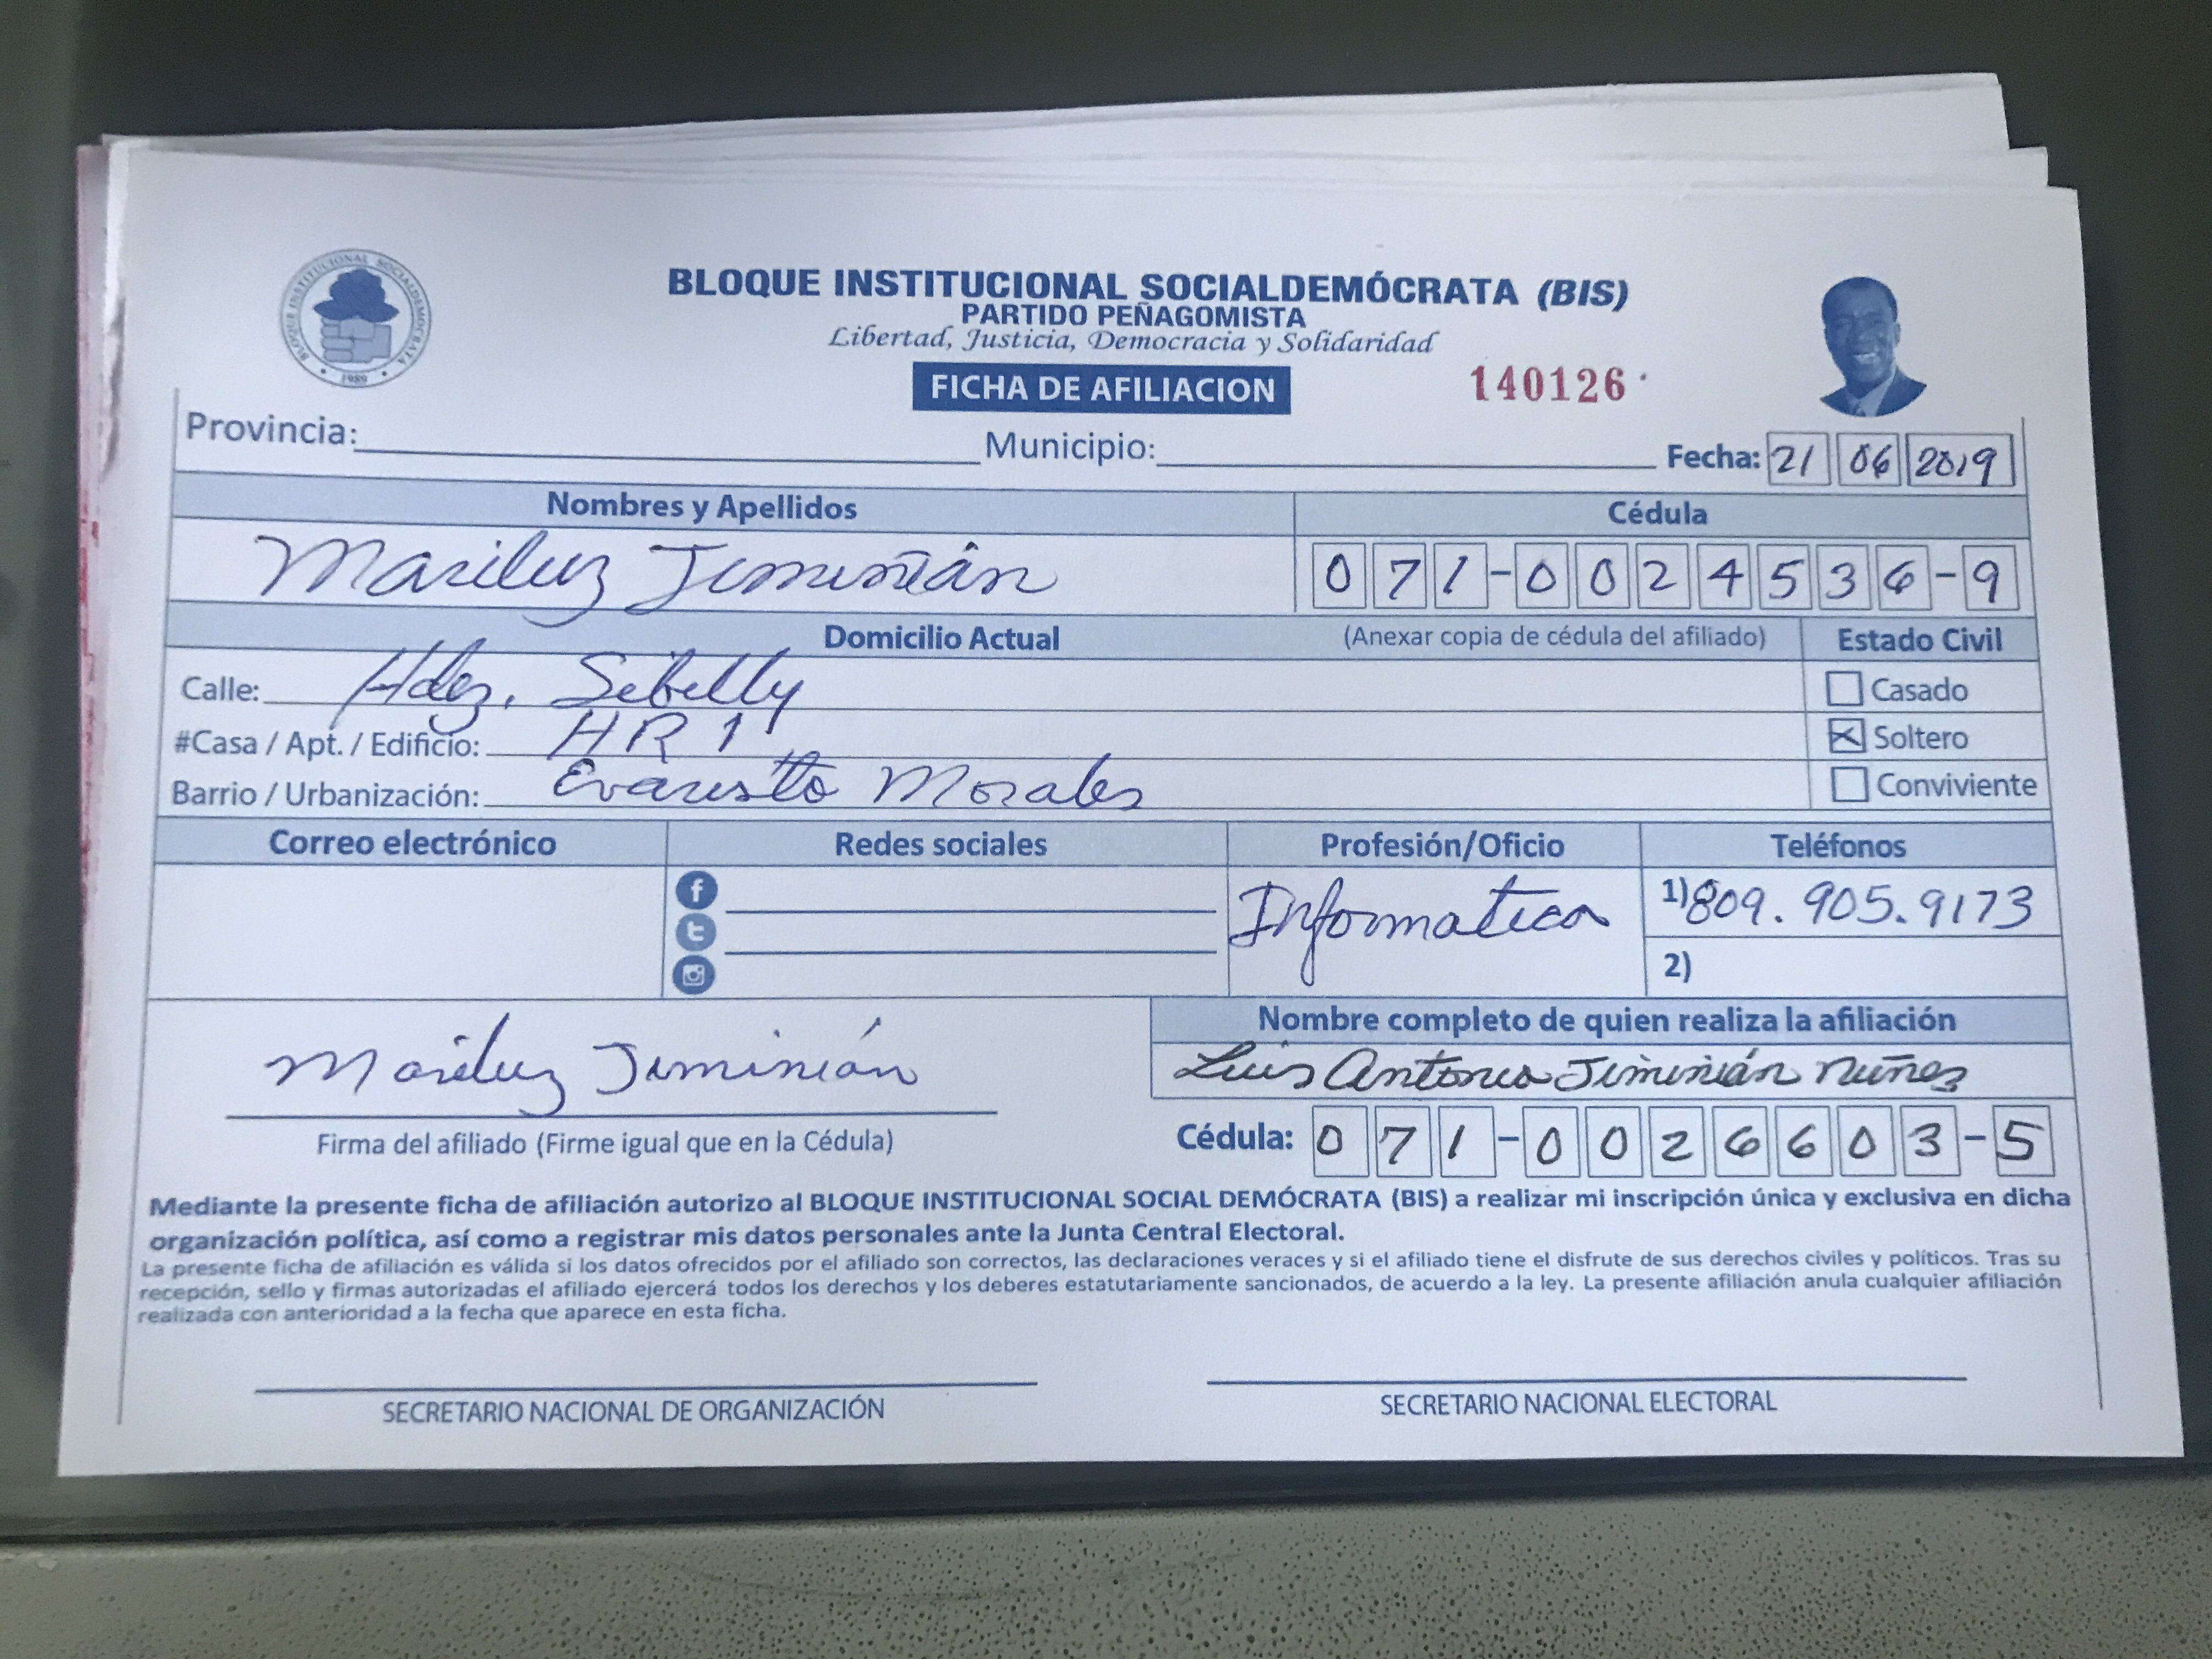 BLOQUE INSTITUCIONAL SOCIALDEMÓCRATA
1989
BLOQUE INSTITUCIONAL SOCIALDEMÓCRATA (BIS)
PARTIDO PEÑAGOMISTA
Libertad, Justicia, Democracia y Solidaridad
FICHA DE AFILIACION 140126
Provincia: Municipio: Fecha: 21 06 2019
Nombres y Apellidos Cédula
Mariluz Jiminián 071-0024536-9
Domicilio Actual (Anexar copia de cédula del afiliado) Estado Civil
Calle: Hdez. Sebelly Casado
#Casa / Apt. / Edificio: HR 1 Soltero
Barrio / Urbanización: Evaristo Morales Conviviente
Correo electrónico Redes sociales Profesión/Oficio Teléfonos
Informatica 1) 809.905.9173
2)
Nombre completo de quien realiza la afiliación
Mariluz Jiminián Luis Antonio Jiminián Nuñez
Firma del afiliado (Firme igual que en la Cédula) Cédula: 071-0026603-5
Mediante la presente ficha de afiliación autorizo al BLOQUE INSTITUCIONAL SOCIAL DEMÓCRATA (BIS) a realizar mi inscripción única y exclusiva en dicha
organización política, así como a registrar mis datos personales ante la Junta Central Electoral.
La presente ficha de afiliación es válida si los datos ofrecidos por el afiliado son correctos, las declaraciones veraces y si el afiliado tiene el disfrute de sus derechos civiles y políticos. Tras su
recepción, sello y firmas autorizadas el afiliado ejercerá todos los derechos y los deberes estatutariamente sancionados, de acuerdo a la ley. La presente afiliación anula cualquier afiliación
realizada con anterioridad a la fecha que aparece en esta ficha.
SECRETARIO NACIONAL DE ORGANIZACIÓN SECRETARIO NACIONAL ELECTORAL